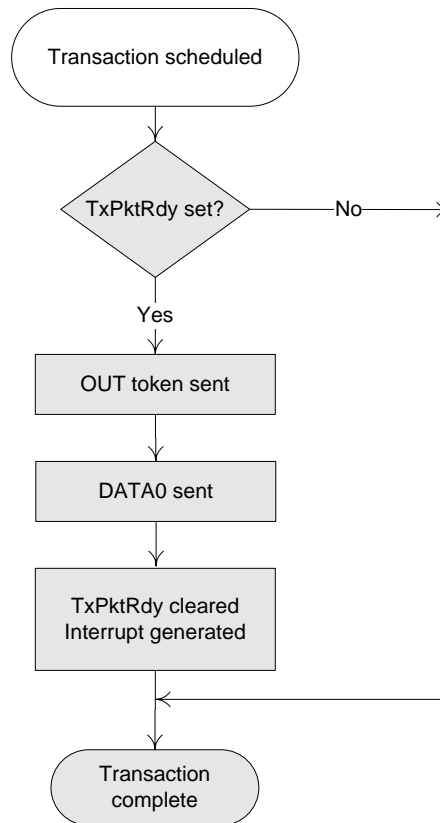 Transaction scheduled
TxPktRdy set?
No
Yes
OUT token sent
DATA0 sent
TxPktRdy cleared
Interrupt generated
Transaction
complete